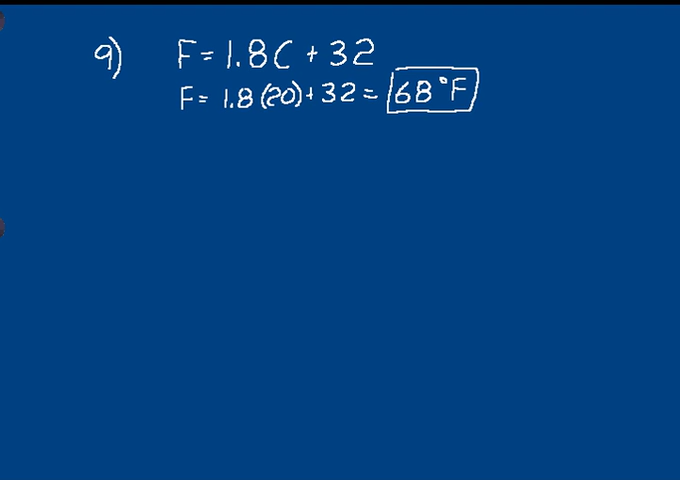 9) F = 1.8C + 32
F = 1.8(20) + 32 = 68°F